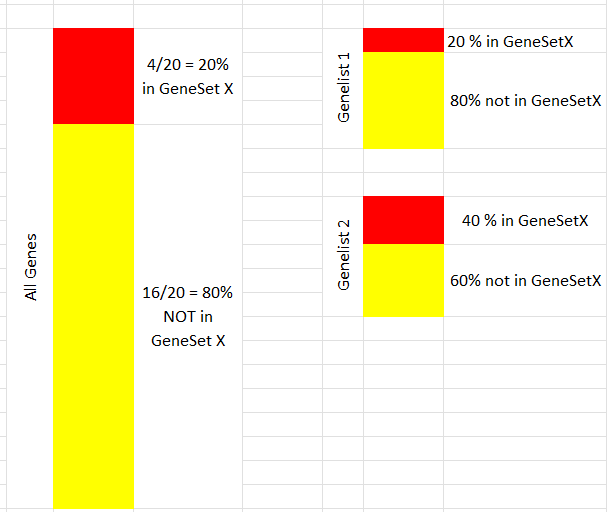 All Genes
4/20 = 20%
in GeneSet X
16/20 = 80%
NOT in
GeneSet X
Genelist 1
20 % in GeneSetX
80% not in GeneSetX
Genelist 2
40 % in GeneSetX
60% not in GeneSetX